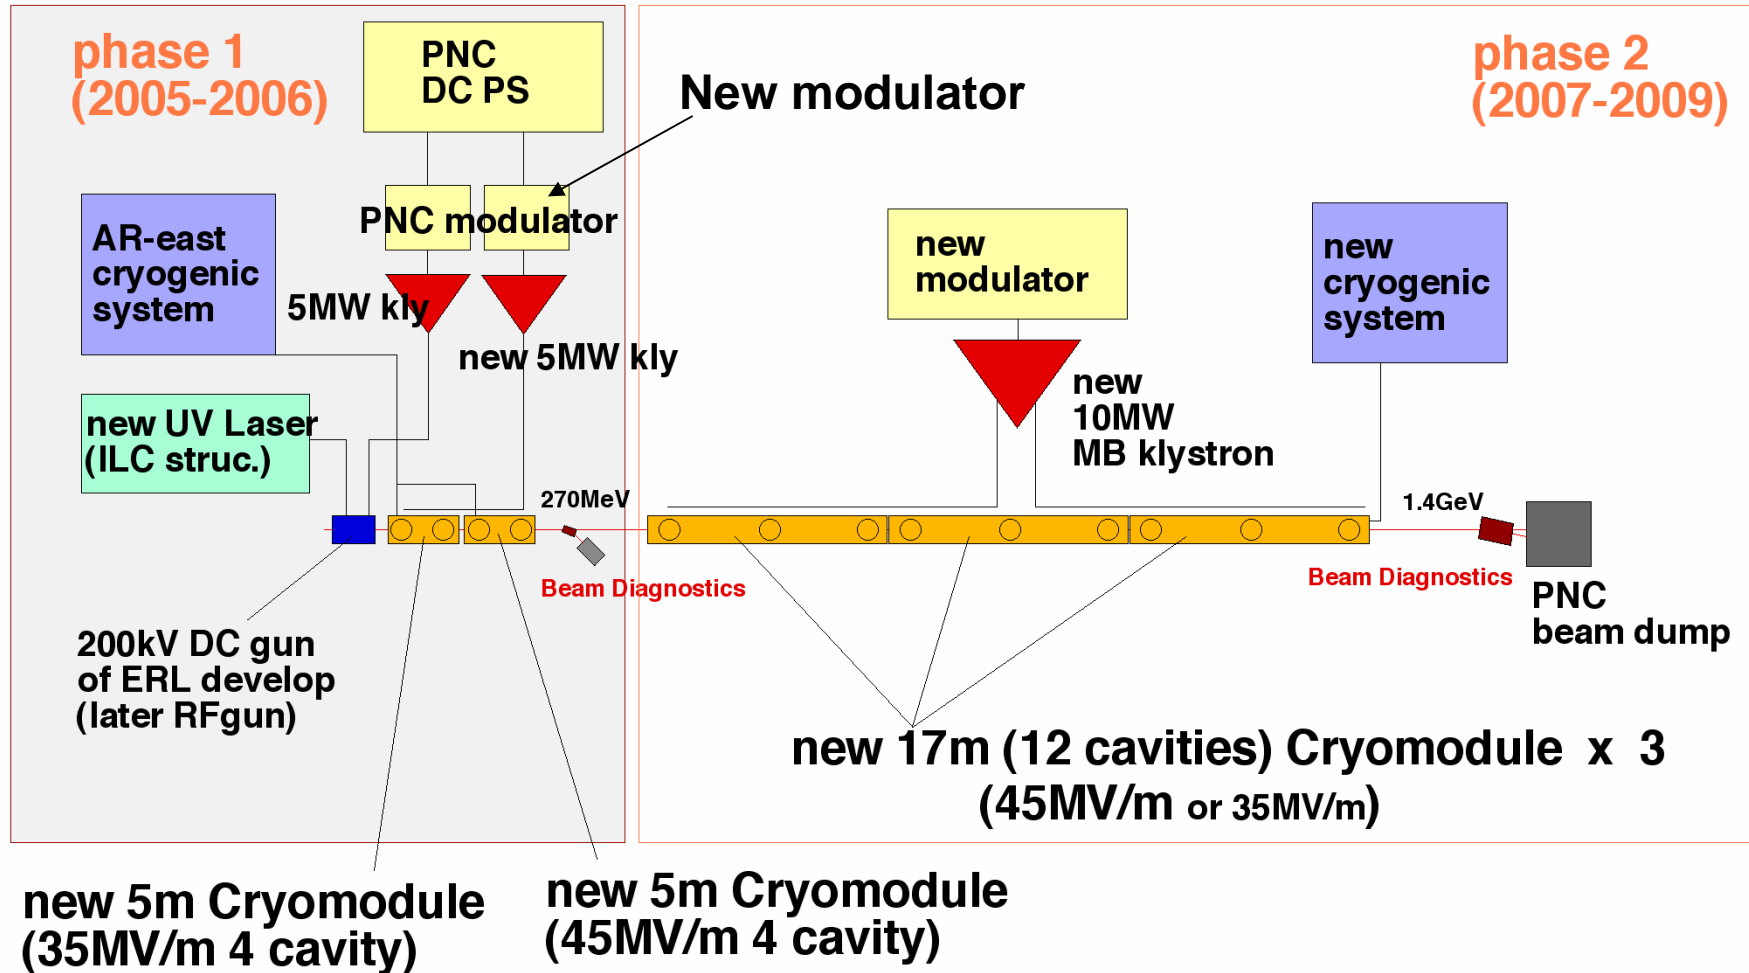 phase 1
(2005-2006)
PNC
DC PS
New modulator
phase 2
(2007-2009)
PNC modulator
AR-east
cryogenic
system
5MW kly
new 5MW kly
new
modulator
new
cryogenic
system
new
10MW
MB klystron
new UV Laser
(ILC struc.)
270MeV
1.4GeV
Beam Diagnostics
Beam Diagnostics
PNC
beam dump
200kV DC gun
of ERL develop
(later RFgun)
new 17m (12 cavities) Cryomodule x 3
(45MV/m or 35MV/m)
new 5m Cryomodule
(35MV/m 4 cavity)
new 5m Cryomodule
(45MV/m 4 cavity)